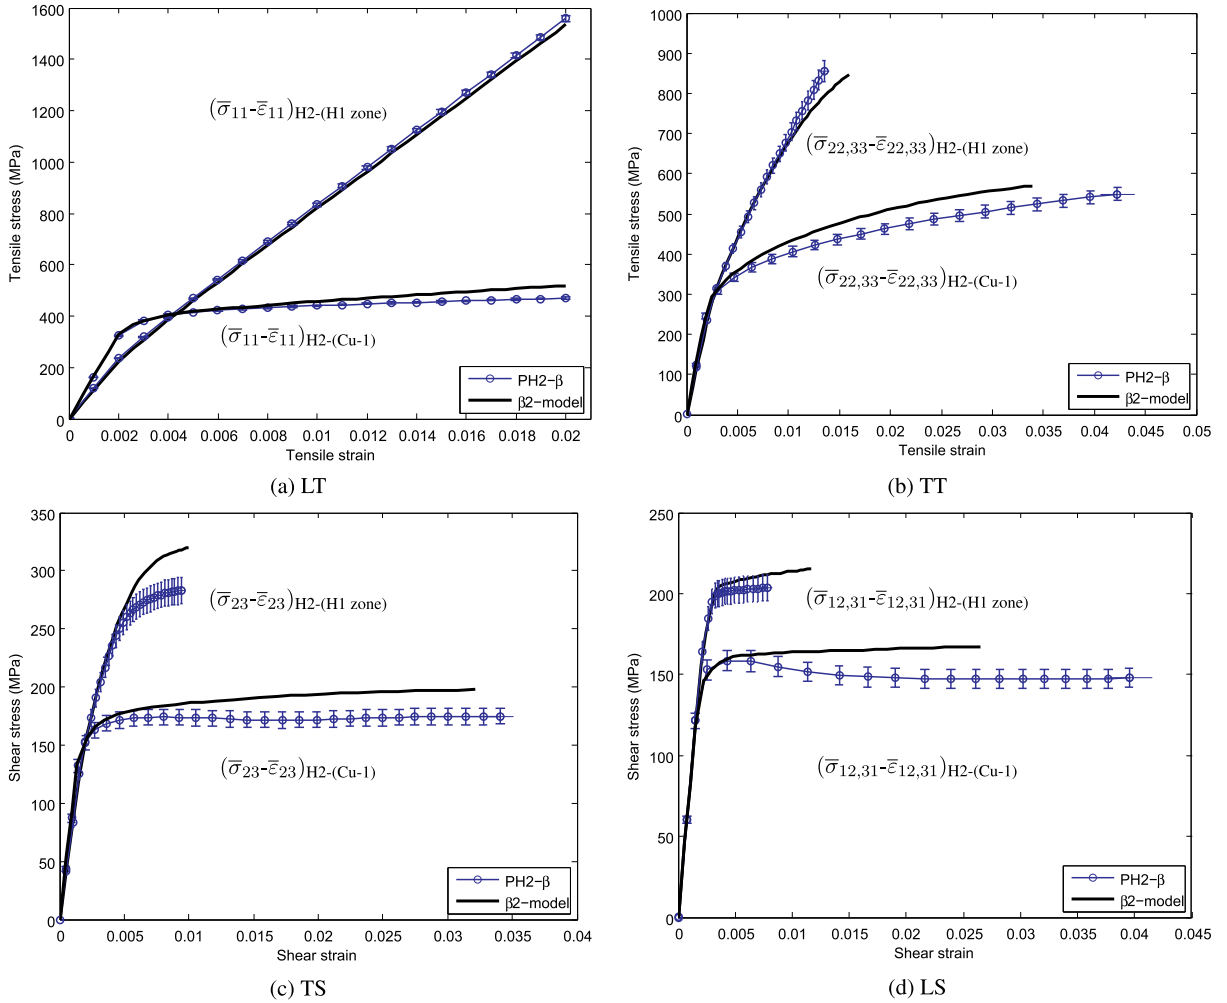 1600
1400
1200
1000
800
600
400
200
0
Tensile stress (MPa)
(σ̅11-ε̅11)H2-(H1 zone)
(σ̅11-ε̅11)H2-(Cu-1)
PH2−β
β2−model
0 0.002 0.004 0.006 0.008 0.01 0.012 0.014 0.016 0.018 0.02
Tensile strain
(a) LT
1000
900
800
700
600
500
400
300
200
100
0
Tensile stress (MPa)
(σ̅22,33-ε̅22,33)H2-(H1 zone)
(σ̅22,33-ε̅22,33)H2-(Cu-1)
PH2−β
β2−model
0 0.005 0.01 0.015 0.02 0.025 0.03 0.035 0.04 0.045 0.05
Tensile strain
(b) TT
350
300
250
200
150
100
50
0
Shear stress (MPa)
(σ̅23-ε̅23)H2-(H1 zone)
(σ̅23-ε̅23)H2-(Cu-1)
PH2−β
β2−model
0 0.005 0.01 0.015 0.02 0.025 0.03 0.035 0.04
Shear strain
(c) TS
250
200
150
100
50
0
Shear stress (MPa)
(σ̅12,31-ε̅12,31)H2-(H1 zone)
(σ̅12,31-ε̅12,31)H2-(Cu-1)
PH2−β
β2−model
0 0.005 0.01 0.015 0.02 0.025 0.03 0.035 0.04 0.045
Shear strain
(d) LS